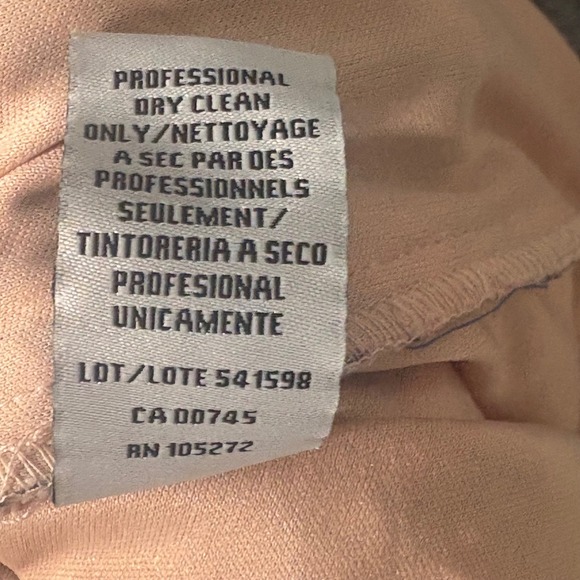 PROFESSIONAL
DRY CLEAN
ONLY/NETTOYAGE
A SEC PAR DES
PROFESSIONNELS
SEULEMENT/
TINTORERIA A SECO
PROFESIONAL
UNICAMENTE
LOT/LOTE 541598
CA 00745
RN 105272